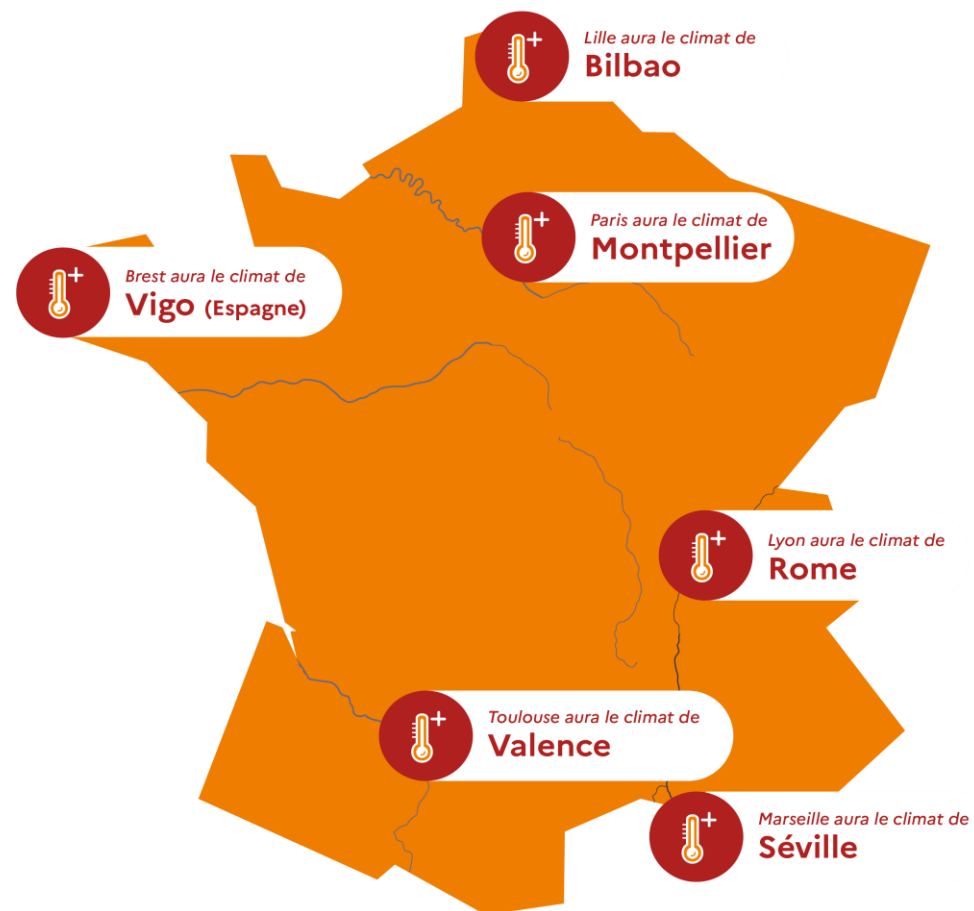 Lille aura le climat de
Bilbao
Paris aura le climat de
Montpellier
Brest aura le climat de
Vigo (Espagne)
Lyon aura le climat de
Rome
Toulouse aura le climat de
Valence
Marseille aura le climat de
Séville